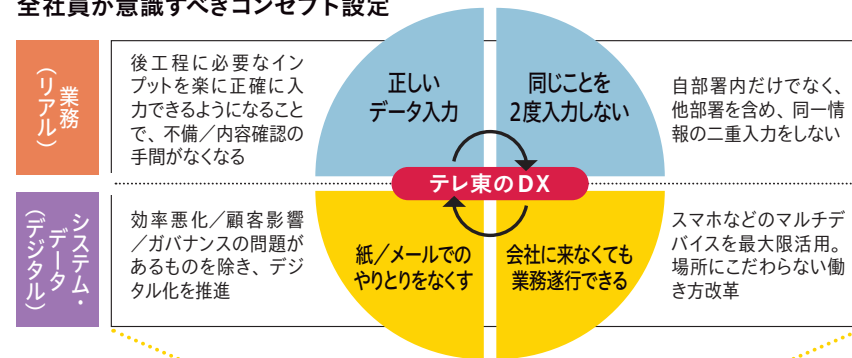 全社員が意識すべきコンセプト設定
業務
（リアル）
後工程に必要なイン
プットを楽に正確に入
力できるようになること
で、不備／内容確認の
手間がなくなる
正しい
データ入力
同じことを
2度入力しない
自部署内だけでなく、
他部署を含め、同一情
報の二重入力をしない
テレ東のDX
システム・
データ
（デジタル）
効率悪化／顧客影響
／ガバナンスの問題が
あるものを除き、デジ
タル化を推進
紙／メールでの
やりとりをなくす
会社に来なくても
業務遂行できる
スマホなどのマルチデ
バイスを最大限活用。
場所にこだわらない働
き方改革